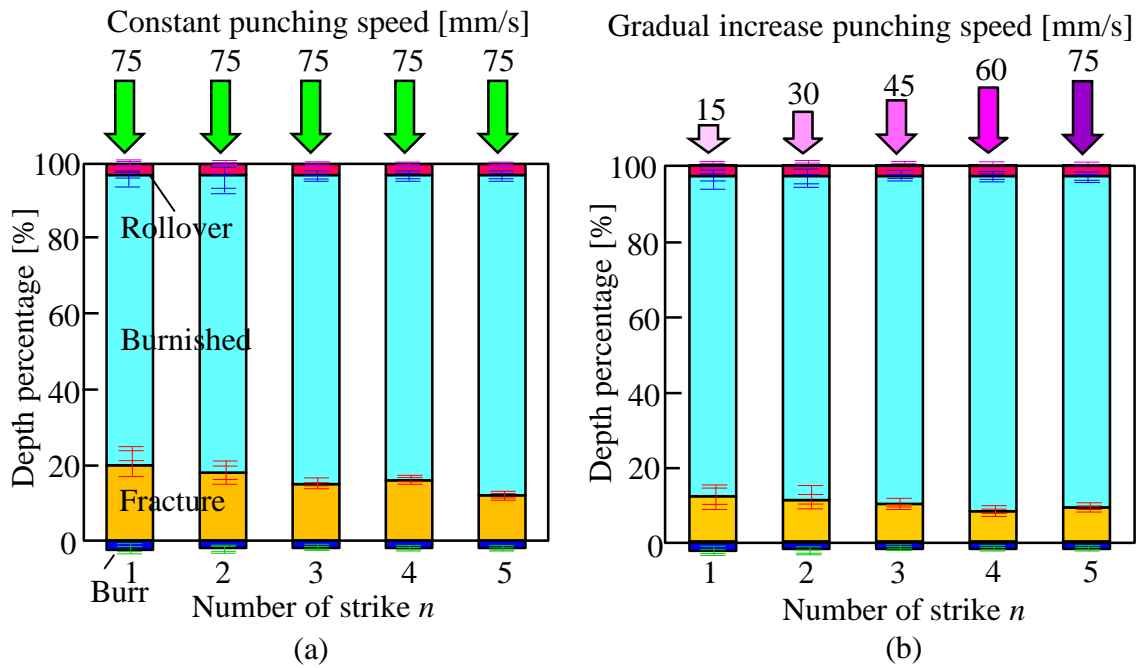 Constant punching speed [mm/s]
75 75 75 75 75
100
80
60
40
20
0
Depth percentage [%]
Rollover
Burnished
Fracture
Burr
1 2 3 4 5
Number of strike n
(a)
Gradual increase punching speed [mm/s]
15 30 45 60 75
100
80
60
40
20
0
Depth percentage [%]
1 2 3 4 5
Number of strike n
(b)